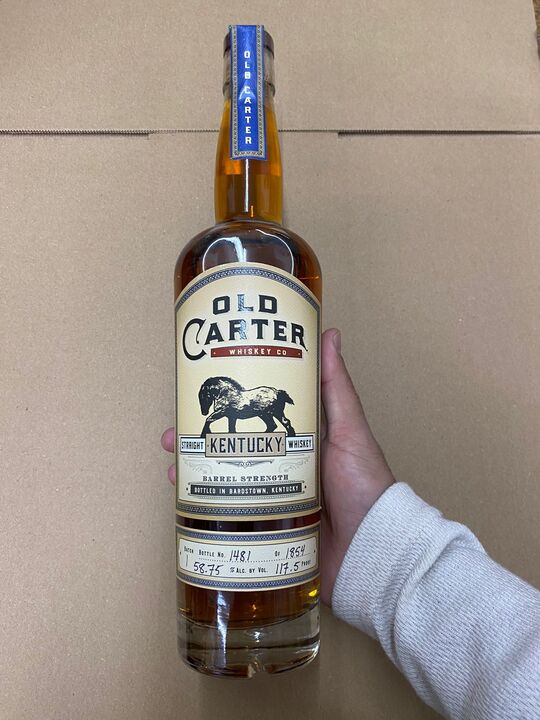 OLD CARTER
OLD
CARTER
WHISKEY CO
STRAIGHT KENTUCKY WHISKEY
BARREL STRENGTH
BOTTLED IN BARDSTOWN, KENTUCKY
BATCH BOTTLE NO. 1481 OF 1854
1 58.75 % ALC. BY VOL. 117.5 PROOF